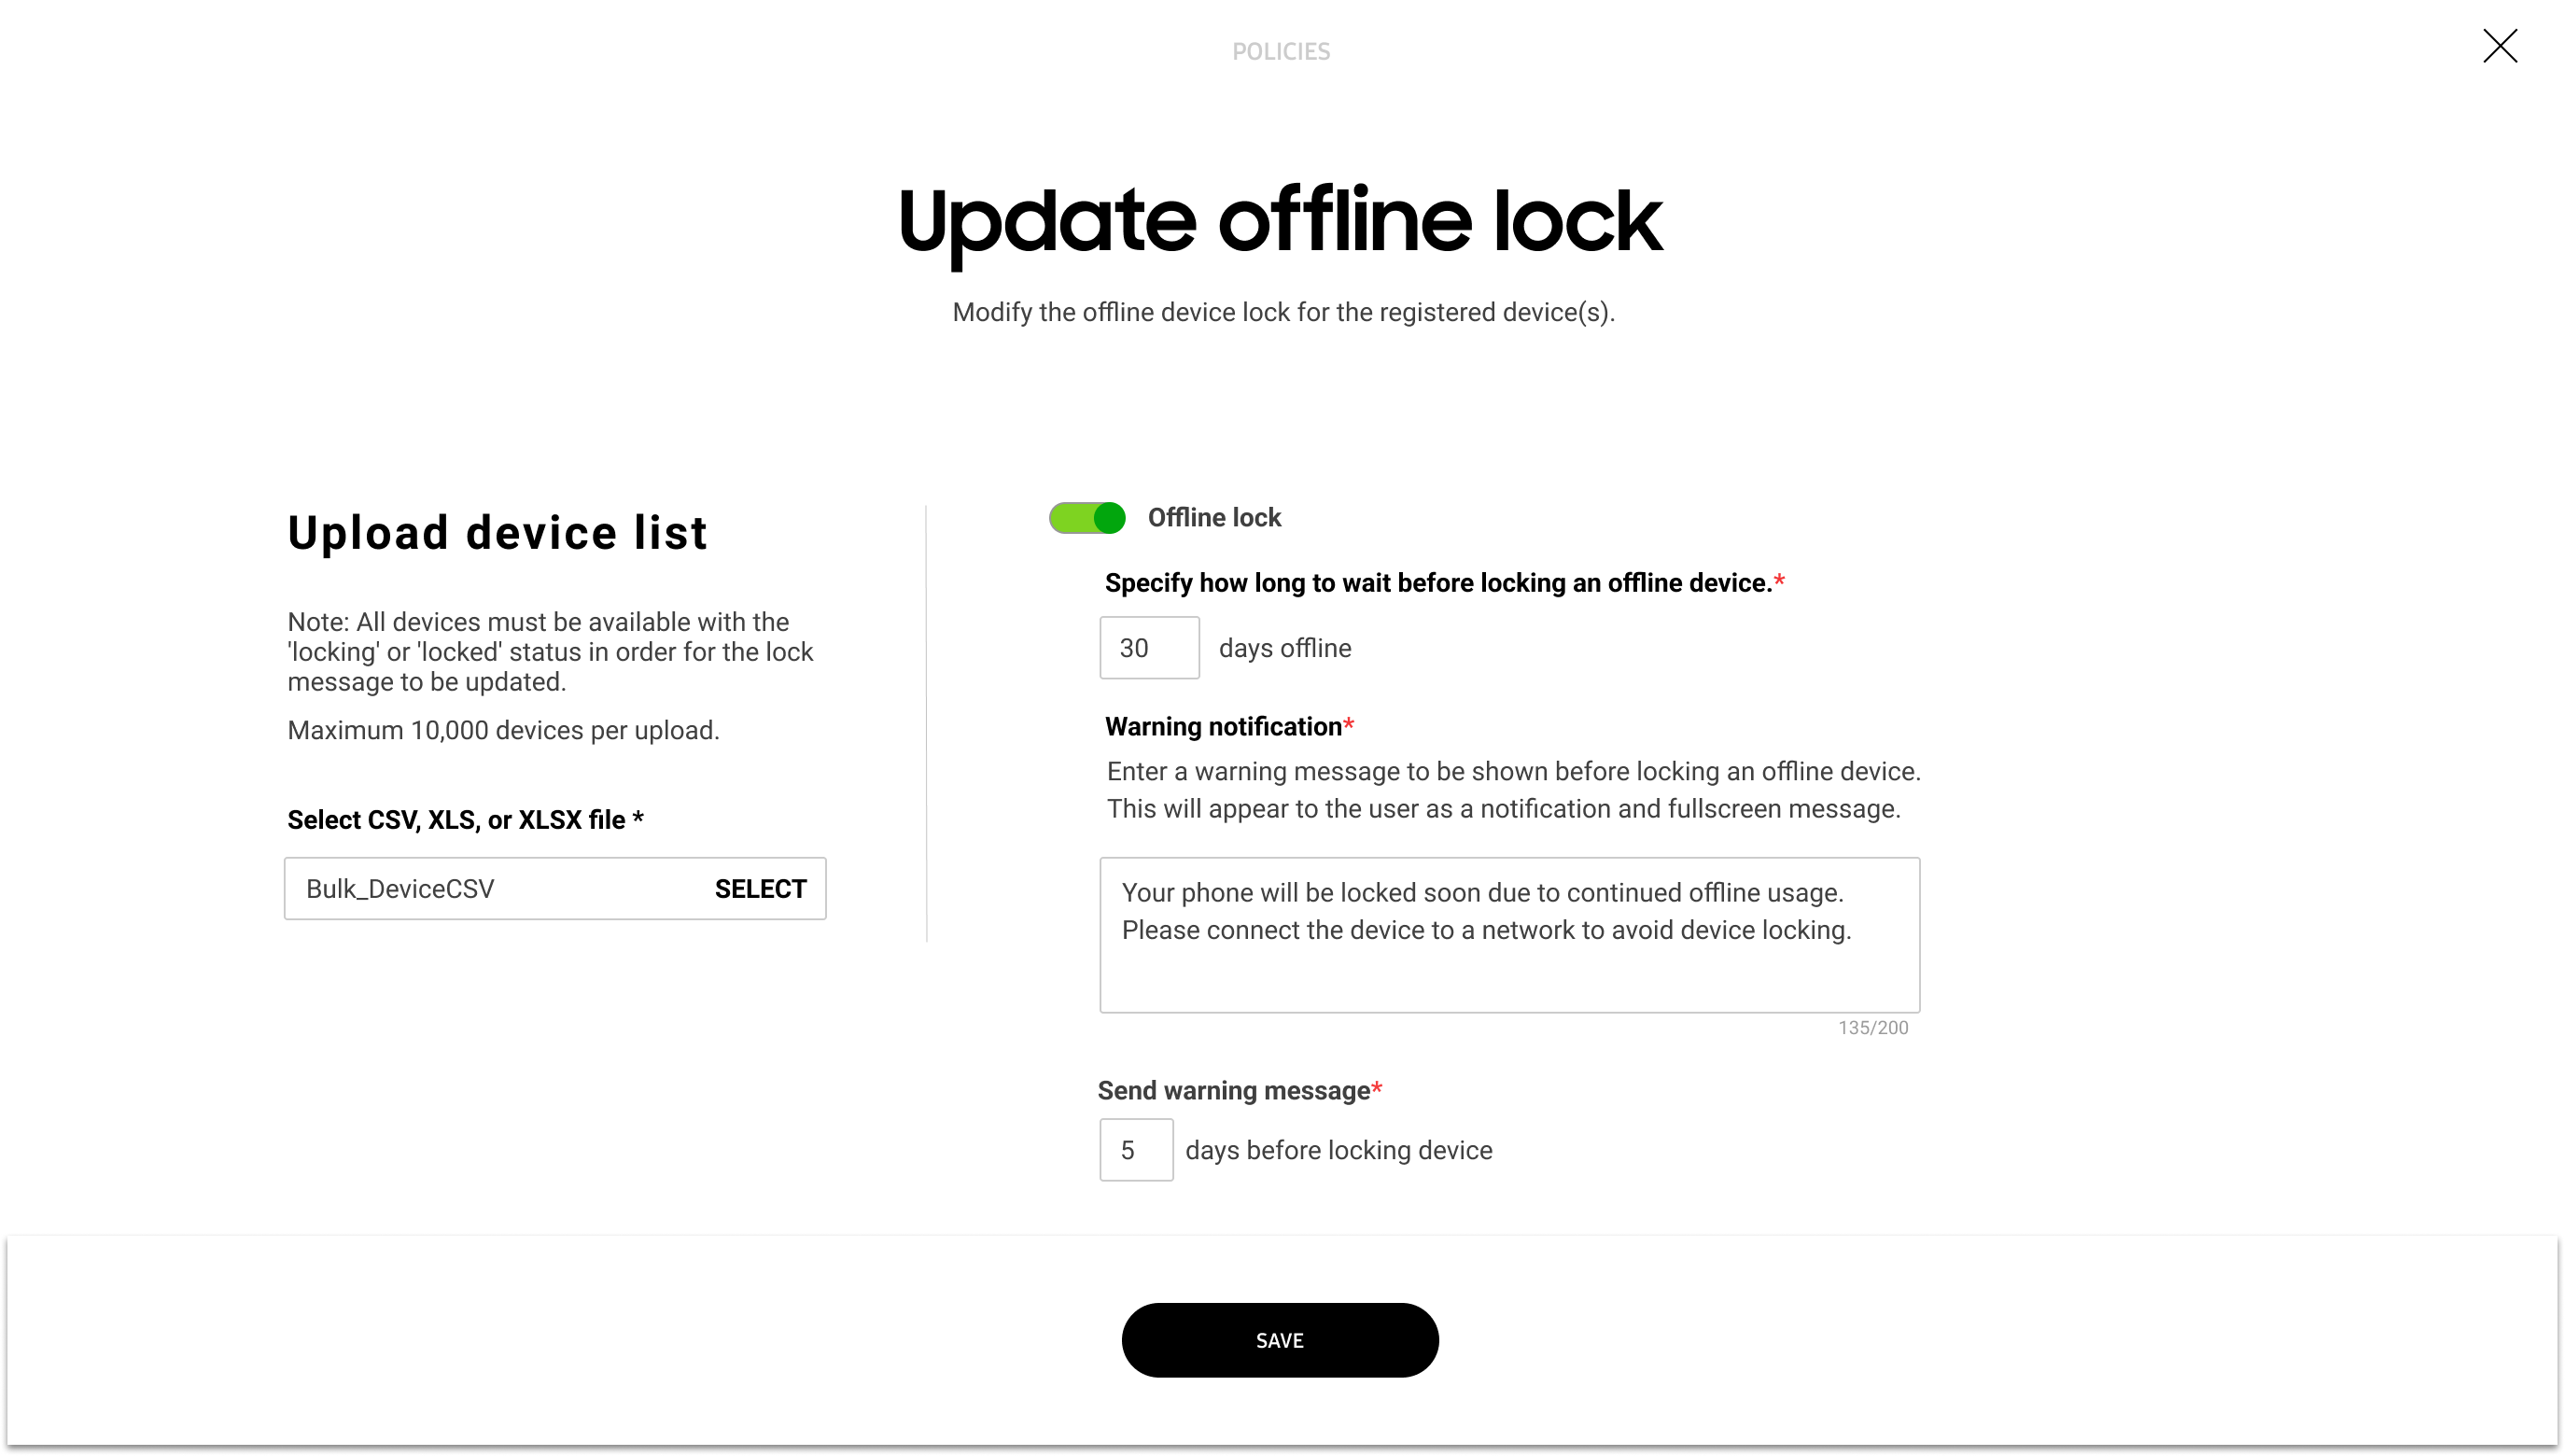 POLICIES
Update offline lock
Modify the offline device lock for the registered device(s).
Upload device list
Note: All devices must be available with the
'locking' or 'locked' status in order for the lock
message to be updated.
Maximum 10,000 devices per upload.
Select CSV, XLS, or XLSX file *
Bulk_DeviceCSV SELECT
Offline lock
Specify how long to wait before locking an offline device.*
30 days offline
Warning notification*
Enter a warning message to be shown before locking an offline device.
This will appear to the user as a notification and fullscreen message.
Your phone will be locked soon due to continued offline usage.
Please connect the device to a network to avoid device locking.
135/200
Send warning message*
5 days before locking device
SAVE